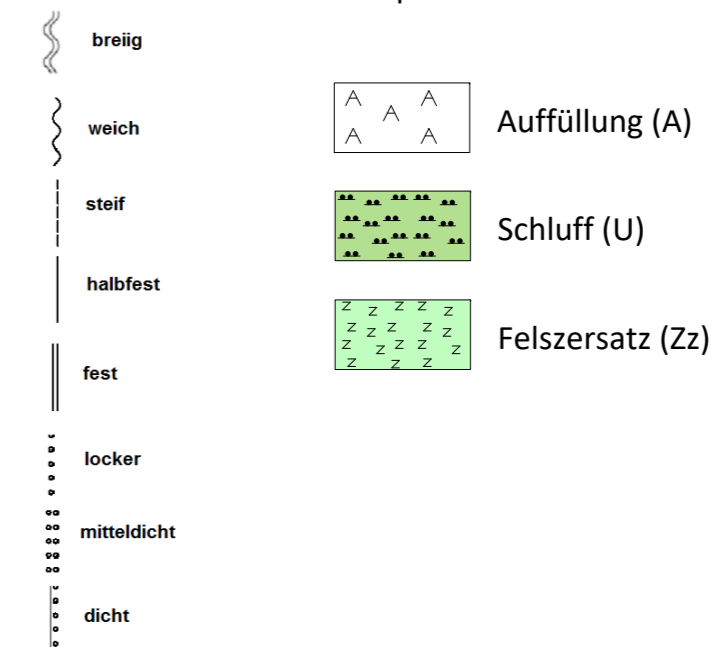 breiig
weich
steif
halbfest
fest
locker
mitteldicht
dicht
A A A A A
Auffüllung (A)
Schluff (U)
Z Z Z Z Z
Z Z Z Z Z
Z Z Z Z Z
Z Z Z
Felszersatz (Zz)